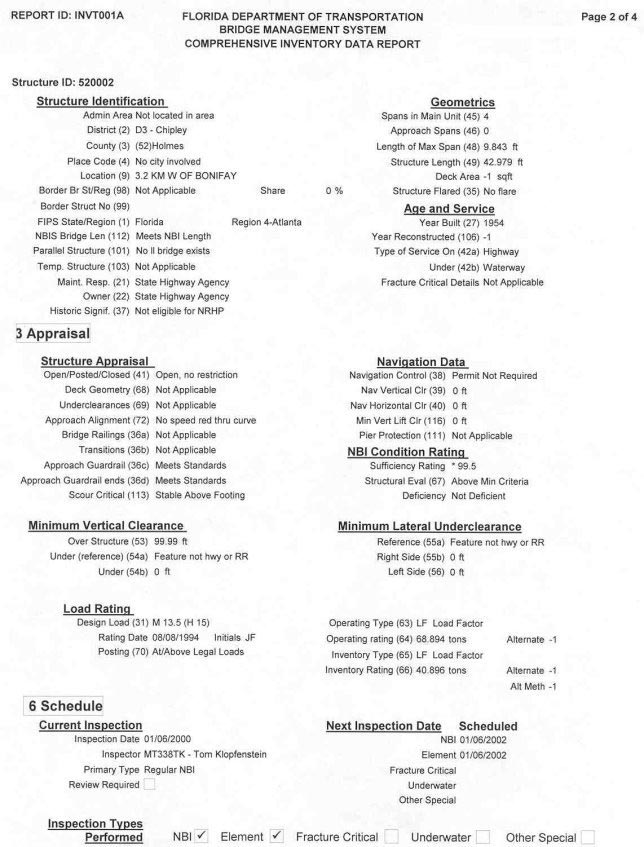 REPORT ID: INVT001A
FLORIDA DEPARTMENT OF TRANSPORTATION
Page 2 of 4
BRIDGE MANAGEMENT SYSTEM
COMPREHENSIVE INVENTORY DATA REPORT
Structure ID: 520002
Structure Identification
Admin Area Not located in area
District (2) D3 - Chipley
County (3) (52)Holmes
Place Code (4) No city involved
Location (9) 3.2 KM W OF BONIFAY
Border Br St/Reg (98) Not Applicable Share 0 %
Border Struct No (99)
FIPS State/Region (1) Florida Region 4-Atlanta
NBIS Bridge Len (112) Meets NBI Length
Parallel Structure (101) No ll bridge exists
Temp. Structure (103) Not Applicable
Maint. Resp. (21) State Highway Agency
Owner (22) State Highway Agency
Historic Signif. (37) Not eligible for NRHP
Geometrics
Spans in Main Unit (45) 4
Approach Spans (46) 0
Length of Max Span (48) 9.843 ft
Structure Length (49) 42.979 ft
Deck Area -1 sqft
Structure Flared (35) No flare
Age and Service
Year Built (27) 1954
Year Reconstructed (106) -1
Type of Service On (42a) Highway
Under (42b) Waterway
Fracture Critical Details Not Applicable
3 Appraisal
Structure Appraisal
Open/Posted/Closed (41) Open, no restriction
Deck Geometry (68) Not Applicable
Underclearances (69) Not Applicable
Approach Alignment (72) No speed red thru curve
Bridge Railings (36a) Not Applicable
Transitions (36b) Not Applicable
Approach Guardrail (36c) Meets Standards
Approach Guardrail ends (36d) Meets Standards
Scour Critical (113) Stable Above Footing
Navigation Data
Navigation Control (38) Permit Not Required
Nav Vertical Clr (39) 0 ft
Nav Horizontal Clr (40) 0 ft
Min Vert Lift Clr (116) 0 ft
Pier Protection (111) Not Applicable
NBI Condition Rating
Sufficiency Rating * 99.5
Structural Eval (67) Above Min Criteria
Deficiency Not Deficient
Minimum Vertical Clearance
Over Structure (53) 99.99 ft
Under (reference) (54a) Feature not hwy or RR
Under (54b) 0 ft
Minimum Lateral Underclearance
Reference (55a) Feature not hwy or RR
Right Side (55b) 0 ft
Left Side (56) 0 ft
Load Rating
Design Load (31) M 13.5 (H 15)
Rating Date 08/08/1994 Initials JF
Posting (70) At/Above Legal Loads
Operating Type (63) LF Load Factor
Operating rating (64) 68.894 tons Alternate -1
Inventory Type (65) LF Load Factor
Inventory Rating (66) 40.896 tons Alternate -1
Alt Meth -1
6 Schedule
Current Inspection
Inspection Date 01/06/2000
Inspector MT338TK - Tom Klopfenstein
Primary Type Regular NBI
Review Required
Next Inspection Date Scheduled
NBI 01/06/2002
Element 01/06/2002
Fracture Critical
Underwater
Other Special
Inspection Types
Performed NBI ✓ Element ✓ Fracture Critical Underwater Other Special